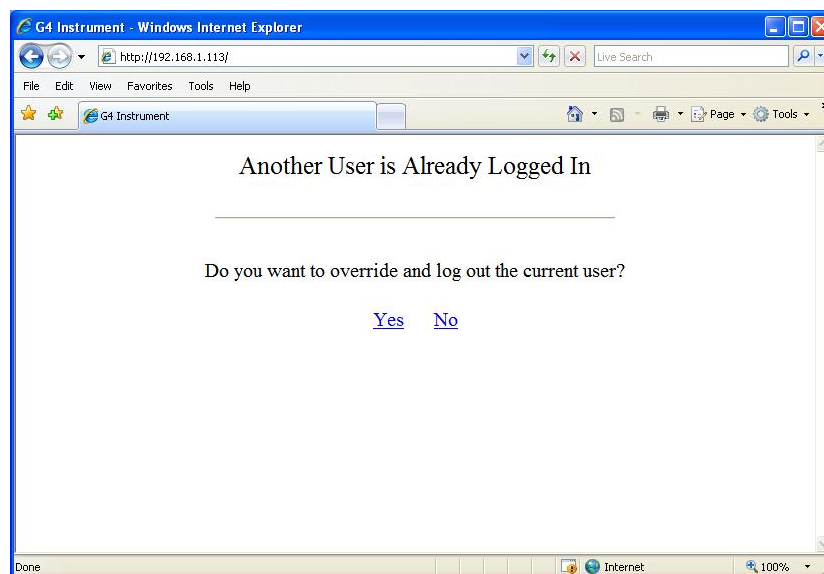 G4 Instrument - Windows Internet Explorer
http://192.168.1.113/
Live Search
File Edit View Favorites Tools Help
G4 Instrument
Page Tools
Another User is Already Logged In
Do you want to override and log out the current user?
Yes No
Done
Internet
100%